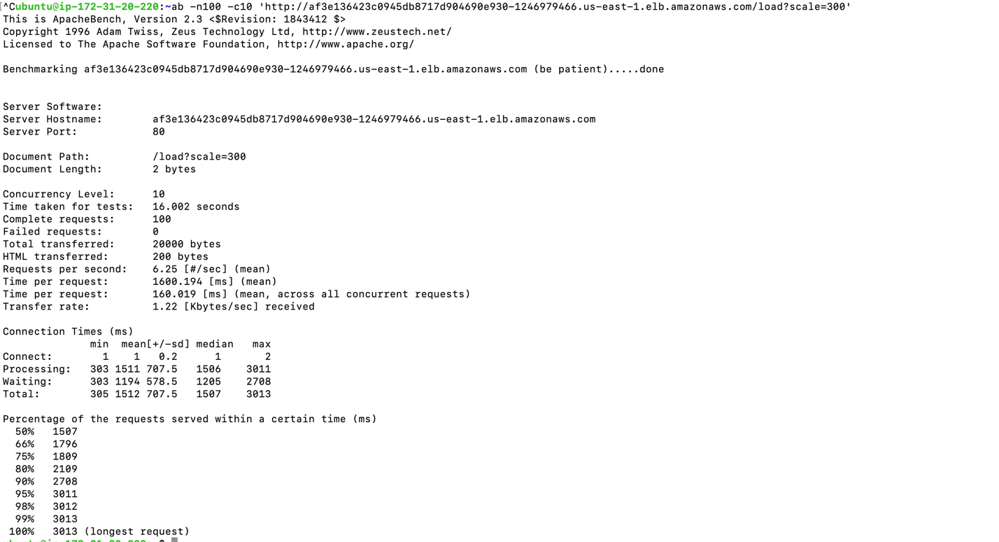 [^Cubuntu@ip-172-31-20-220:~ab -n100 -c10 'http://af3e136423c0945db8717d904690e930-1246979466.us-east-1.elb.amazonaws.com/load?scale=300'
This is ApacheBench, Version 2.3 <$Revision: 1843412 $>
Copyright 1996 Adam Twiss, Zeus Technology Ltd, http://www.zeustech.net/
Licensed to The Apache Software Foundation, http://www.apache.org/

Benchmarking af3e136423c0945db8717d904690e930-1246979466.us-east-1.elb.amazonaws.com (be patient).....done

Server Software:
Server Hostname:        af3e136423c0945db8717d904690e930-1246979466.us-east-1.elb.amazonaws.com
Server Port:            80

Document Path:          /load?scale=300
Document Length:        2 bytes

Concurrency Level:      10
Time taken for tests:   16.002 seconds
Complete requests:      100
Failed requests:        0
Total transferred:      20000 bytes
HTML transferred:       200 bytes
Requests per second:    6.25 [#/sec] (mean)
Time per request:       1600.194 [ms] (mean)
Time per request:       160.019 [ms] (mean, across all concurrent requests)
Transfer rate:          1.22 [Kbytes/sec] received

Connection Times (ms)
              min  mean[+/-sd] median   max
Connect:        1    1   0.2      1       2
Processing:   303 1511 707.5   1506    3011
Waiting:      303 1194 578.5   1205    2708
Total:        305 1512 707.5   1507    3013

Percentage of the requests served within a certain time (ms)
  50%   1507
  66%   1796
  75%   1809
  80%   2109
  90%   2708
  95%   3011
  98%   3012
  99%   3013
 100%   3013 (longest request)